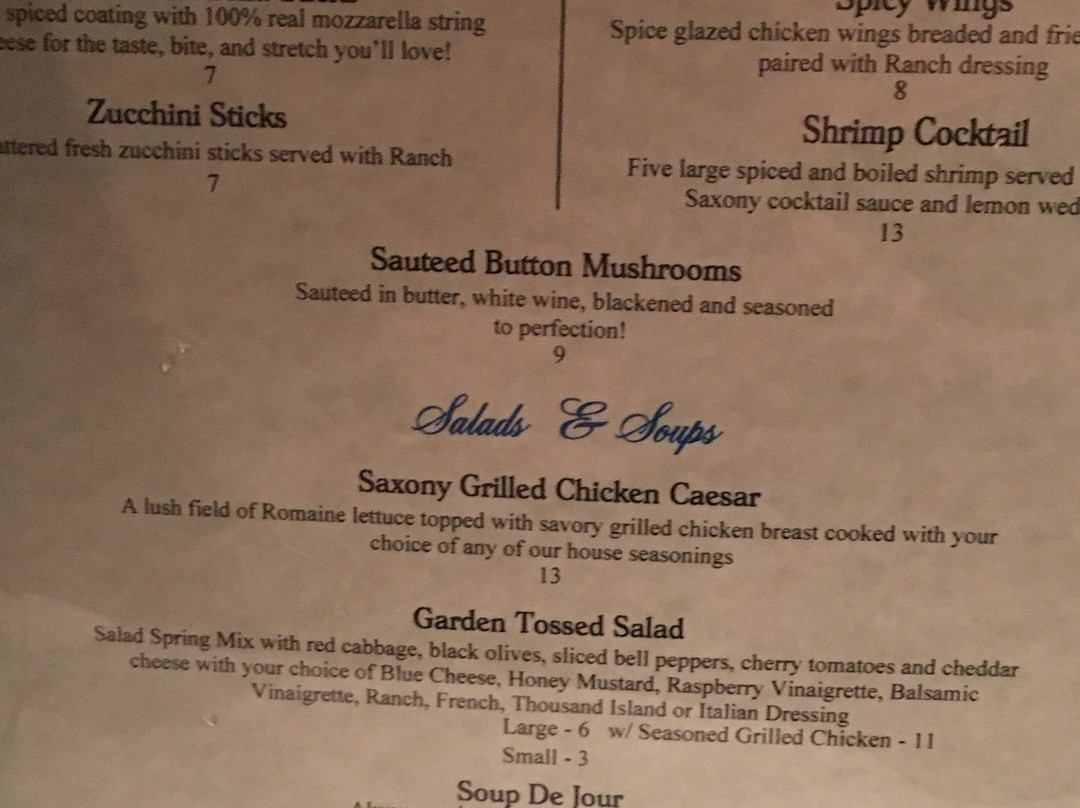 spiced coating with 100% real mozzarella string
for the taste, bite, and stretch you'll love!
7
Zucchini Sticks
fresh zucchini sticks served with Ranch
7
Spicy Wings
Spice glazed chicken wings breaded and
paired with Ranch dressing
8
Shrimp Cocktail
Five large spiced and boiled shrimp served
Saxony cocktail sauce and lemon
13
Sauteed Button Mushrooms
Sauteed in butter, white wine, blackened and seasoned
to perfection!
9
Salads & Soups
Saxony Grilled Chicken Caesar
A lush field of Romaine lettuce topped with savory grilled chicken breast cooked with your
choice of any of our house seasonings
13
Garden Tossed Salad
Salad Spring Mix with red cabbage, black olives, sliced bell peppers, cherry tomatoes and cheddar
cheese with your choice of Blue Cheese, Honey Mustard, Raspberry Vinaigrette, Balsamic
Vinaigrette, Ranch, French, Thousand Island or Italian Dressing
Large - 6 w/ Seasoned Grilled Chicken - 11
Small - 3
Soup De Jour